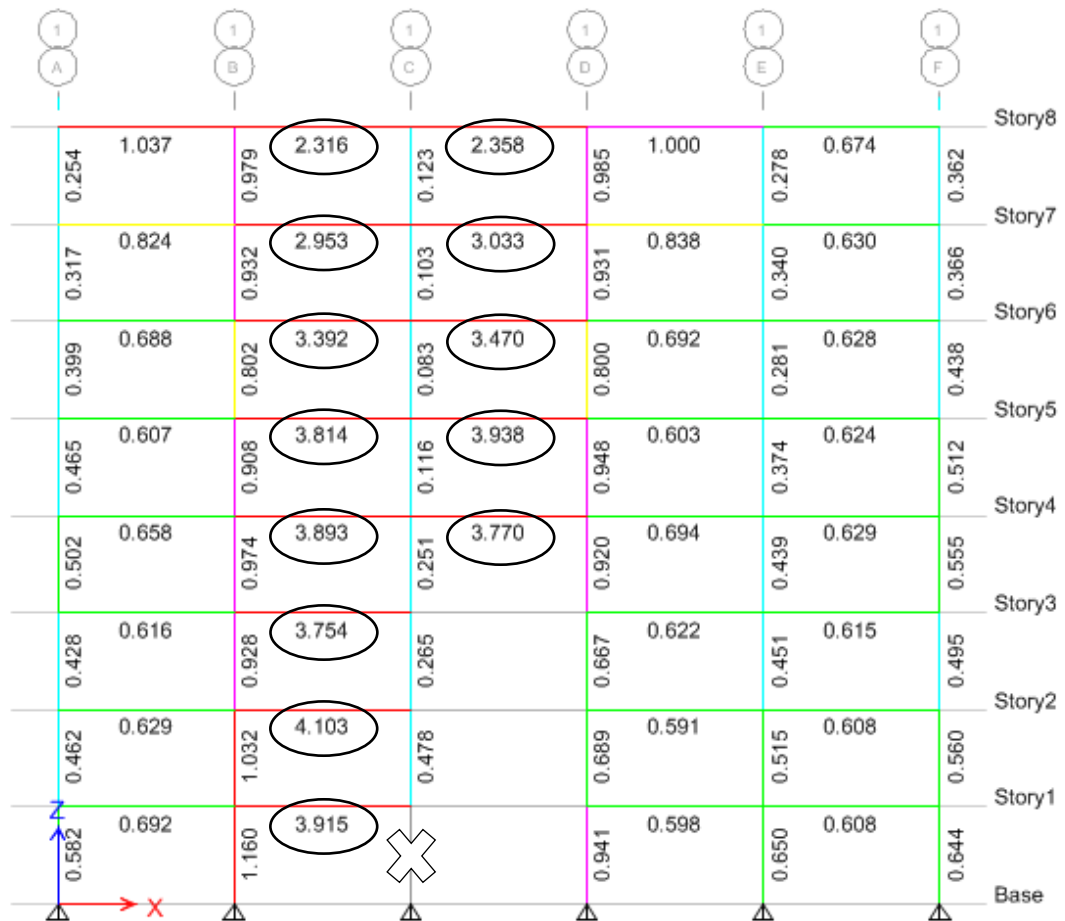 1 1 1 1 1 1
A B C D E F
Story8
1.037 2.316 2.358 1.000 0.674
0.254 0.979 0.123 0.985 0.278 0.362
Story7
0.824 2.953 3.033 0.838 0.630
0.317 0.932 0.103 0.931 0.340 0.366
Story6
0.688 3.392 3.470 0.692 0.628
0.399 0.802 0.083 0.800 0.281 0.438
Story5
0.607 3.814 3.938 0.603 0.624
0.465 0.908 0.116 0.948 0.374 0.512
Story4
0.658 3.893 3.770 0.694 0.629
0.502 0.974 0.251 0.920 0.439 0.555
Story3
0.616 3.754 0.622 0.615
0.428 0.928 0.265 0.667 0.451 0.495
Story2
0.629 4.103 0.591 0.608
0.462 1.032 0.478 0.689 0.515 0.560
Story1
Z
0.692 3.915 0.598 0.608
0.582 1.160 0.941 0.650 0.644
Base
X